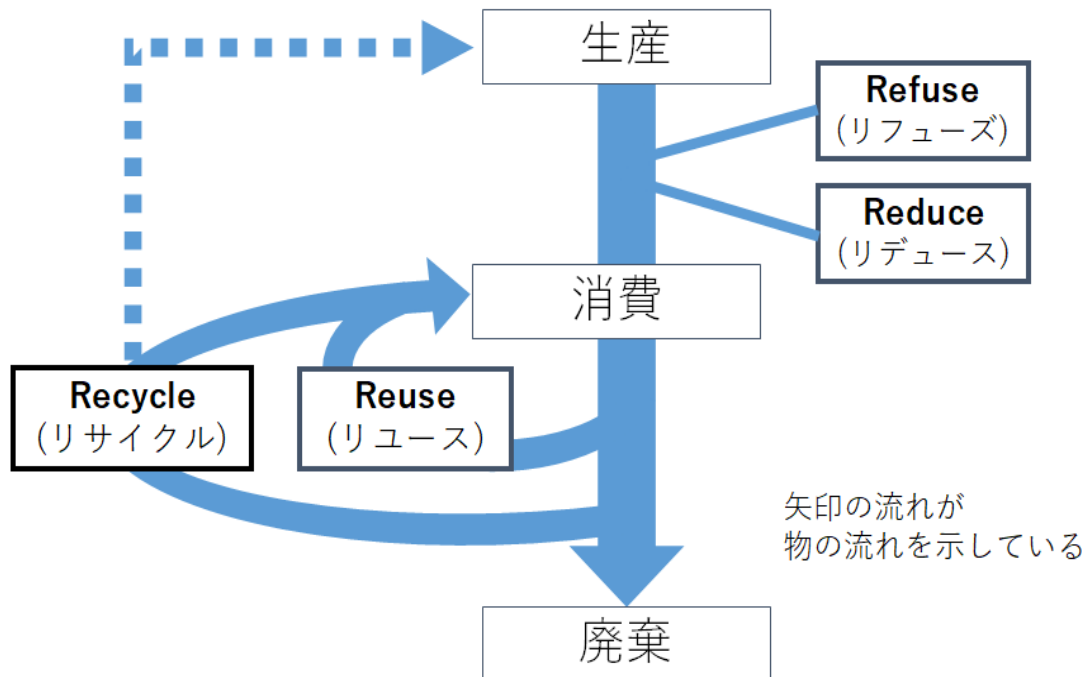 生産
Refuse
(リフューズ)
Reduce
(リデュース)
消費
Recycle
(リサイクル)
Reuse
(リユース)
矢印の流れが
物の流れを示している
廃棄